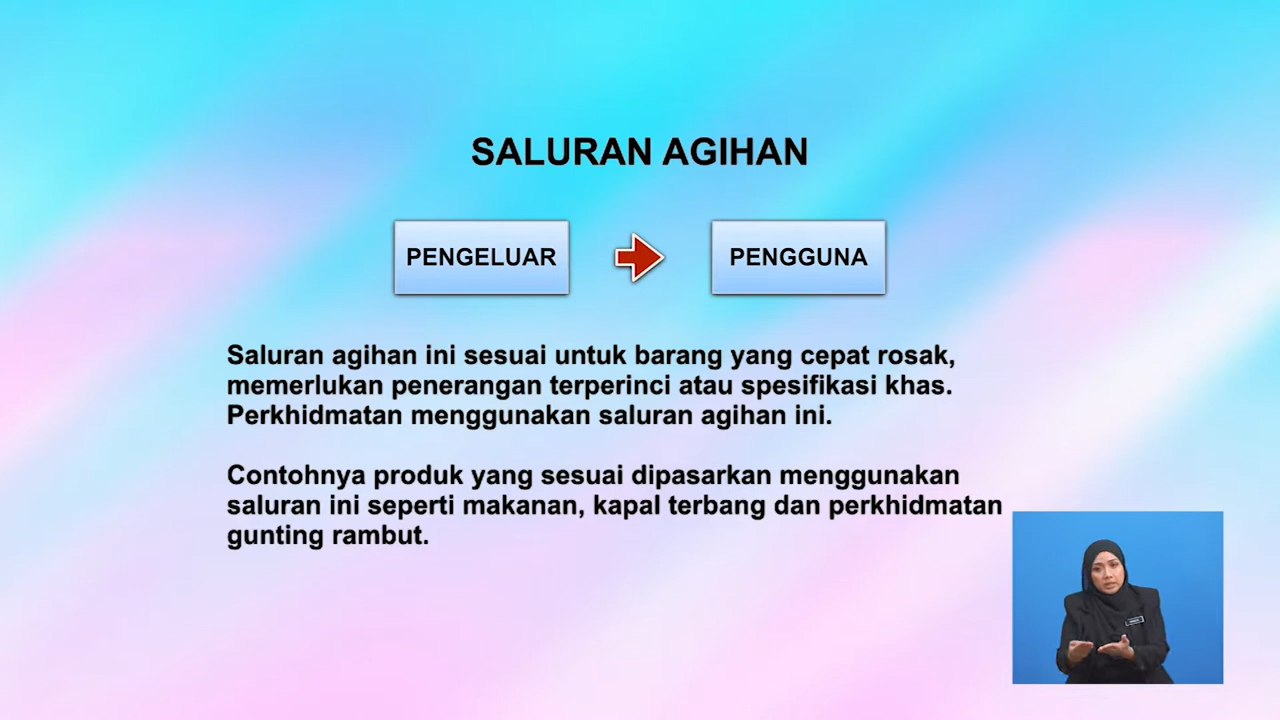 SALURAN AGIHAN
PENGELUAR
PENGGUNA
Saluran agihan ini sesuai untuk barang yang cepat rosak,
memerlukan penerangan terperinci atau spesifikasi khas.
Perkhidmatan menggunakan saluran agihan ini.
Contohnya produk yang sesuai dipasarkan menggunakan
saluran ini seperti makanan, kapal terbang dan perkhidmatan
gunting rambut.